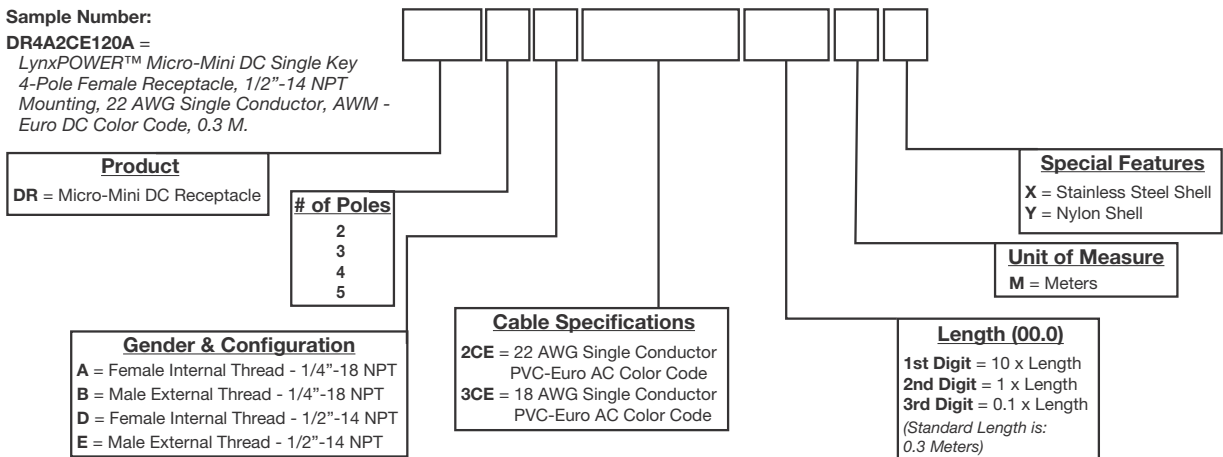 Sample Number:
DR4A2CE120A =
LynxPOWER™ Micro-Mini DC Single Key
4-Pole Female Receptacle, 1/2”-14 NPT
Mounting, 22 AWG Single Conductor, AWM -
Euro DC Color Code, 0.3 M.
Product
DR = Micro-Mini DC Receptacle
# of Poles
2
3
4
5
Gender & Configuration
A = Female Internal Thread - 1/4”-18 NPT
B = Male External Thread - 1/4”-18 NPT
D = Female Internal Thread - 1/2”-14 NPT
E = Male External Thread - 1/2”-14 NPT
Cable Specifications
2CE = 22 AWG Single Conductor
PVC-Euro AC Color Code
3CE = 18 AWG Single Conductor
PVC-Euro AC Color Code
Length (00.0)
1st Digit = 10 x Length
2nd Digit = 1 x Length
3rd Digit = 0.1 x Length
(Standard Length is:
0.3 Meters)
Unit of Measure
M = Meters
Special Features
X = Stainless Steel Shell
Y = Nylon Shell